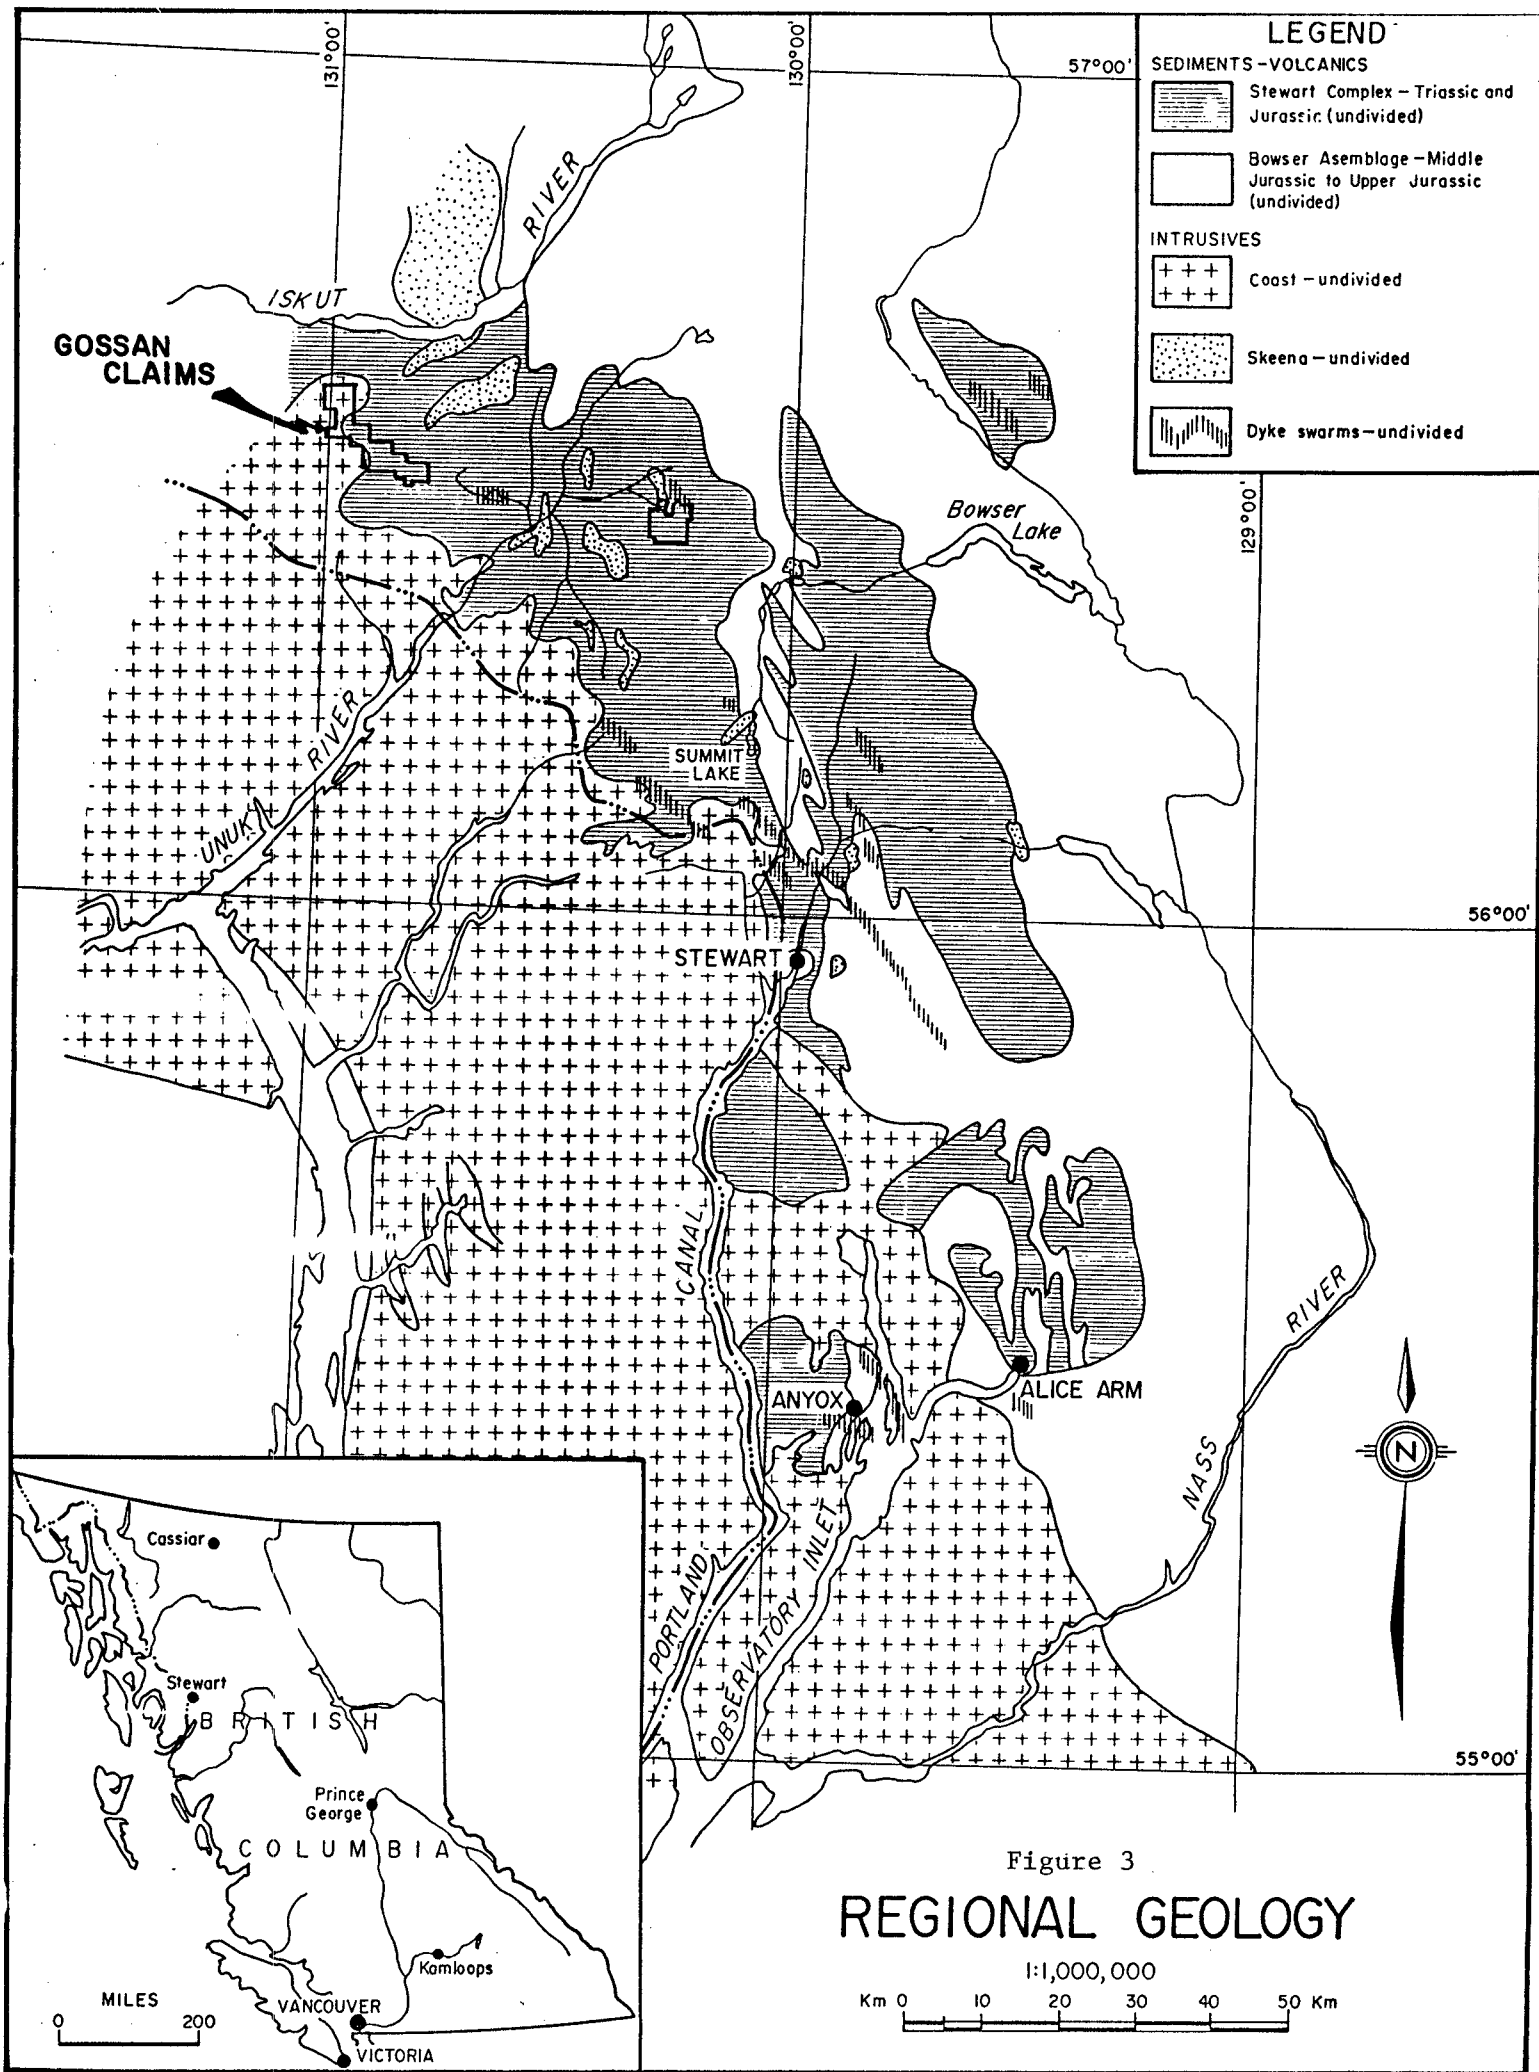 131°00'
130°00'
57°00'
LEGEND
SEDIMENTS-VOLCANICS
Stewart Complex - Triassic and
Jurassic (undivided)
Bowser Asemblage - Middle
Jurassic to Upper Jurassic
(undivided)
INTRUSIVES
Coast - undivided
Skeena - undivided
Dyke swarms - undivided
RIVER
ISKUT
GOSSAN
CLAIMS
Bowser
Lake
129°00'
RIVER
UNUK
SUMMIT
LAKE
56°00'
STEWART
CANAL
RIVER
ALICE ARM
ANYOX
NASS
N
PORTLAND
OBSERVATORY INLET
55°00'
Cassiar
Stewart
BRITISH
Prince
George
COLUMBIA
Kamloops
MILES
0 200
VANCOUVER
VICTORIA
Figure 3
REGIONAL GEOLOGY
1:1,000,000
Km 0 10 20 30 40 50 Km